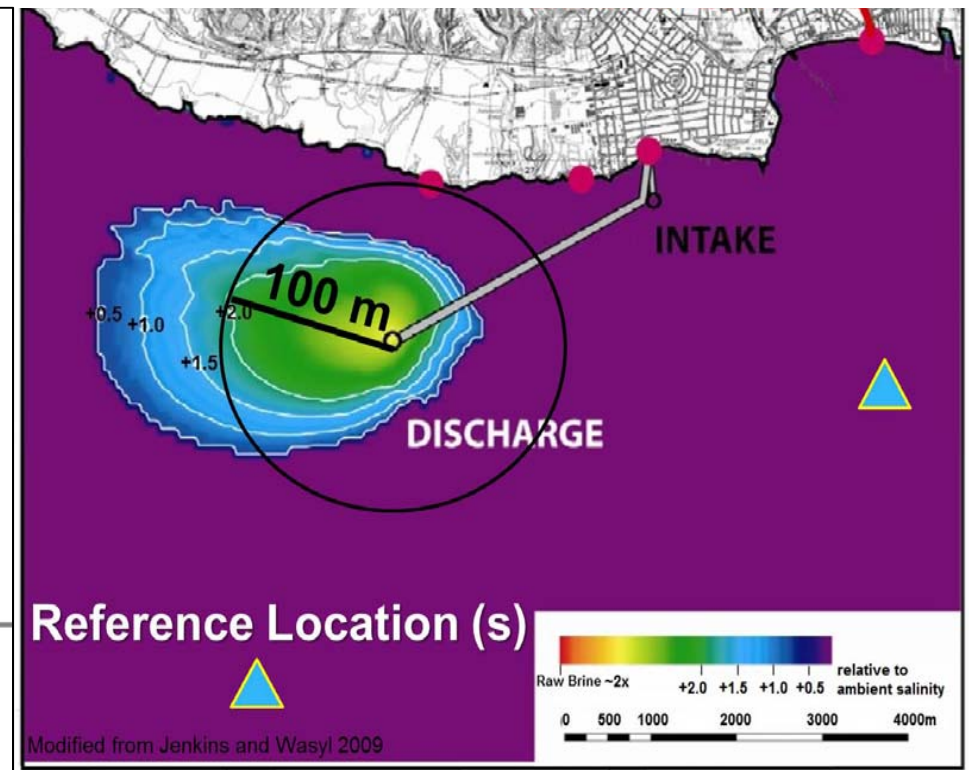 INTAKE
100 m
+0.5
+1.0
+2.0
+1.5
DISCHARGE
Reference Location (s)
Raw Brine ~2x
+2.0 +1.5 +1.0 +0.5
relative to
ambient salinity
0 500 1000 2000 3000 4000m
Modified from Jenkins and Wasyl 2009